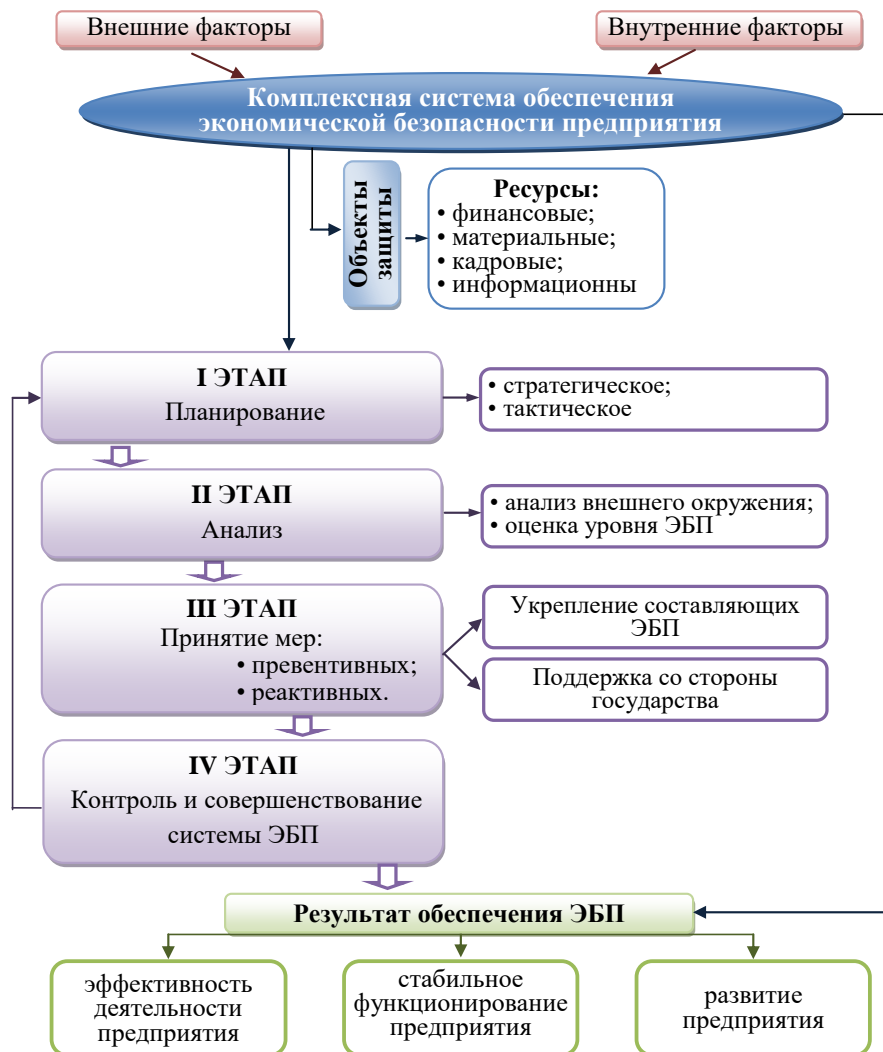 Внешние факторы
Внутренние факторы
Комплексная система обеспечения
экономической безопасности предприятия
Объекты
защиты
Ресурсы:
• финансовые;
• материальные;
• кадровые;
• информационны
I ЭТАП
Планирование
• стратегическое;
• тактическое
II ЭТАП
Анализ
• анализ внешнего окружения;
• оценка уровня ЭБП
III ЭТАП
Принятие мер:
• превентивных;
• реактивных.
Укрепление составляющих
ЭБП
Поддержка со стороны
государства
IV ЭТАП
Контроль и совершенствование
системы ЭБП
Результат обеспечения ЭБП
эффективность
деятельности
предприятия
стабильное
функционирование
предприятия
развитие
предприятия